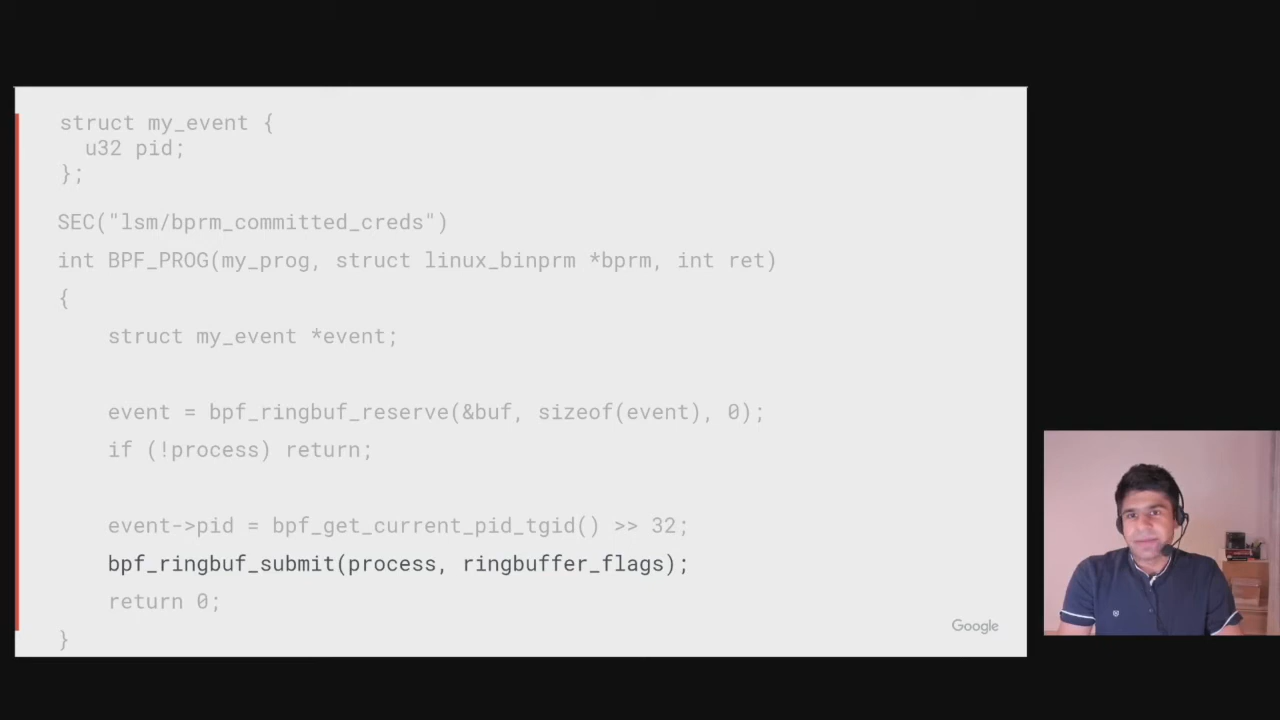 struct my_event {
u32 pid;
};
SEC("lsm/bprm_committed_creds")
int BPF_PROG(my_prog, struct linux_binprm *bprm, int ret)
{
struct my_event *event;
event = bpf_ringbuf_reserve(&buf, sizeof(event), 0);
if (!process) return;
event->pid = bpf_get_current_pid_tgid() >> 32;
bpf_ringbuf_submit(process, ringbuffer_flags);
return 0;
}
Google